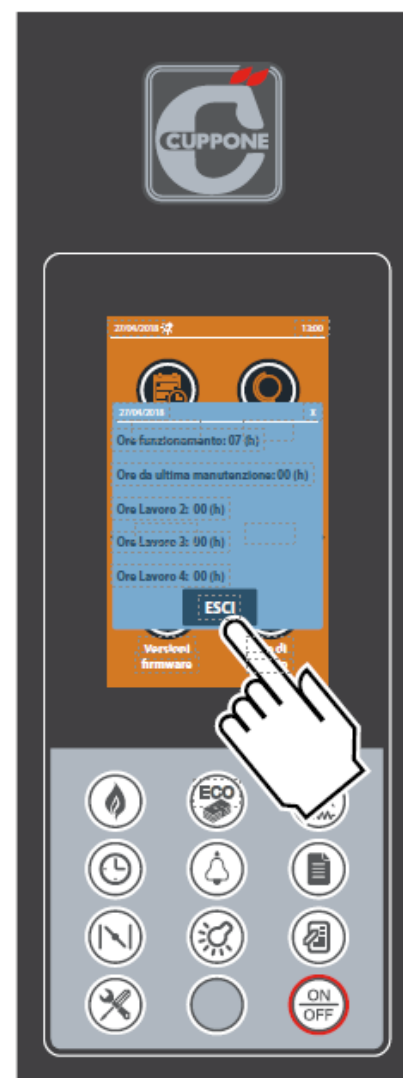 CUPPONE
27/04/2018 13:00
27/04/2018 X
Ore funzionamento: 07 (h)
Ore da ultima manutenzione: 00 (h)
Ore Lavoro 2: 00 (h)
Ore Lavoro 3: 00 (h)
Ore Lavoro 4: 00 (h)
ESCI
Versioni di
firmware
ECO
ON
OFF